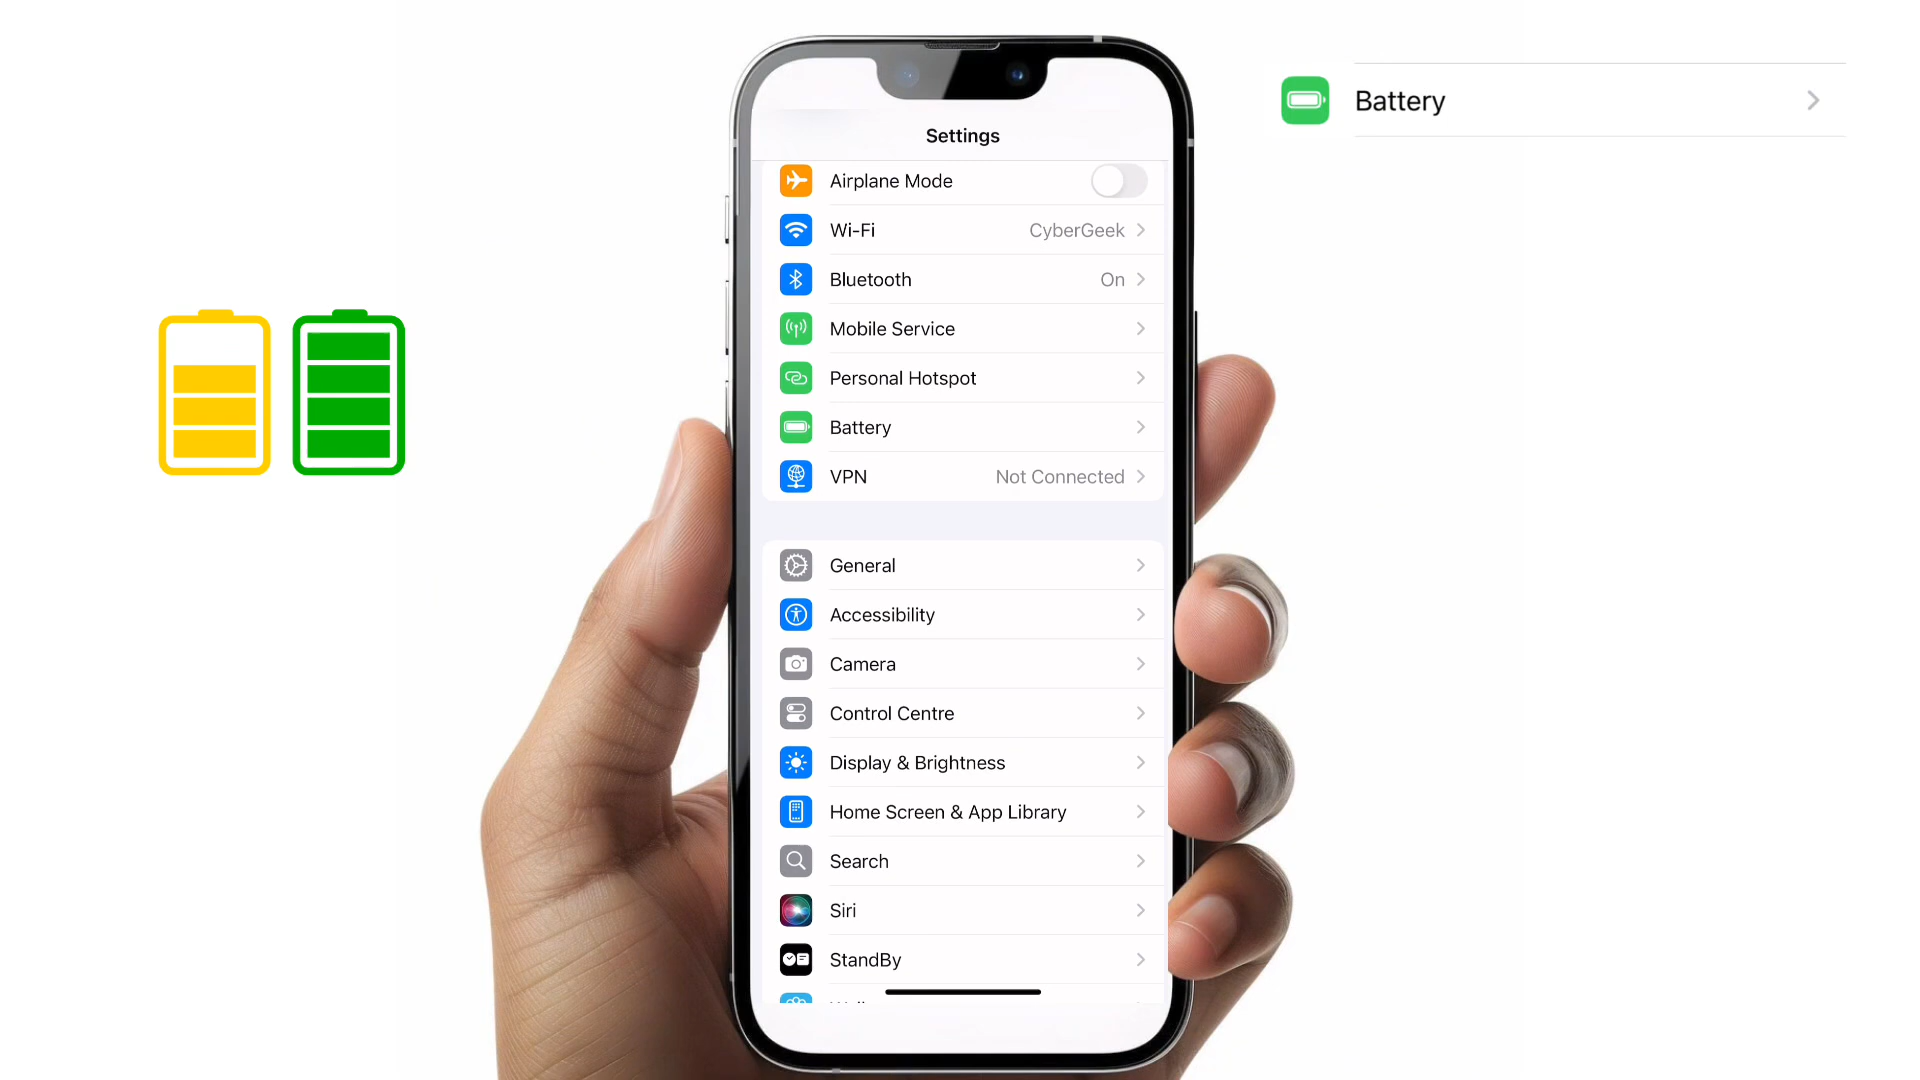 Settings
Airplane Mode
Wi-Fi CyberGeek
Bluetooth On
Mobile Service
Personal Hotspot
Battery
VPN Not Connected
General
Accessibility
Camera
Control Centre
Display & Brightness
Home Screen & App Library
Search
Siri
StandBy
Battery